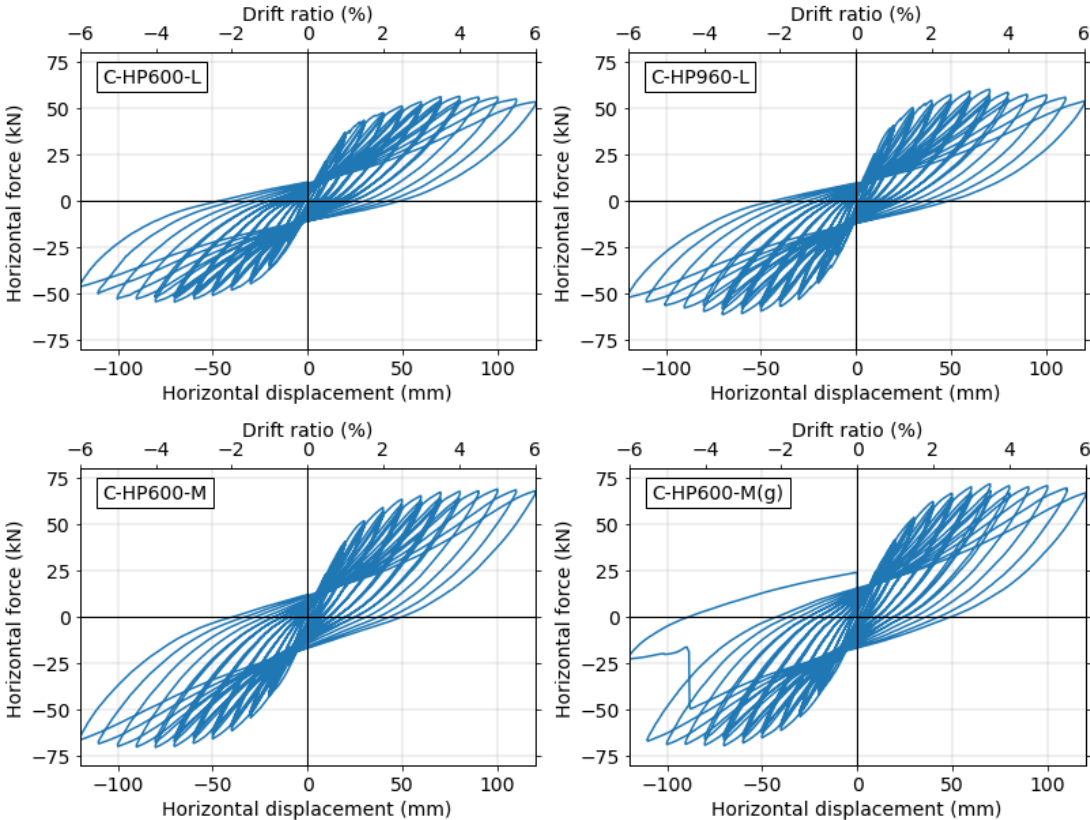 Drift ratio (%)
−6 −4 −2 0 2 4 6
C-HP600-L
Horizontal force (kN)
75
50
25
0
−25
−50
−75
−100 −50 0 50 100
Horizontal displacement (mm)
Drift ratio (%)
−6 −4 −2 0 2 4 6
C-HP960-L
Horizontal force (kN)
75
50
25
0
−25
−50
−75
−100 −50 0 50 100
Horizontal displacement (mm)
Drift ratio (%)
−6 −4 −2 0 2 4 6
C-HP600-M
Horizontal force (kN)
75
50
25
0
−25
−50
−75
−100 −50 0 50 100
Horizontal displacement (mm)
Drift ratio (%)
−6 −4 −2 0 2 4 6
C-HP600-M(g)
Horizontal force (kN)
75
50
25
0
−25
−50
−75
−100 −50 0 50 100
Horizontal displacement (mm)